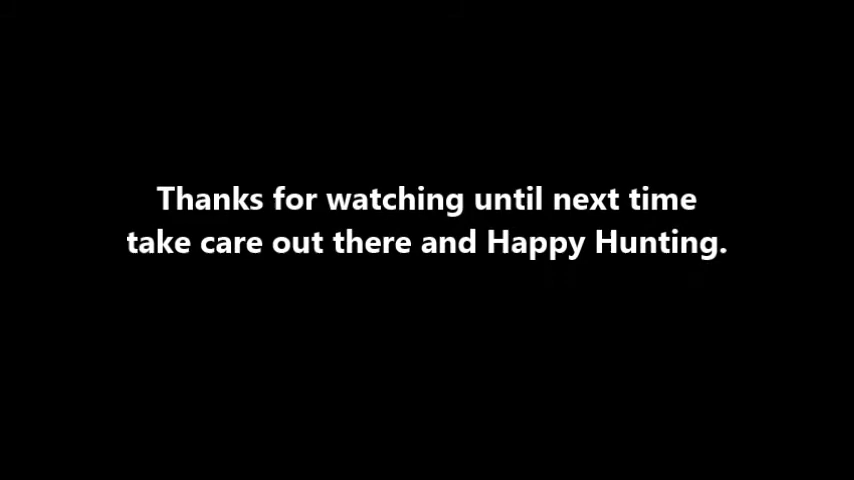 Thanks for watching until next time
take care out there and Happy Hunting.